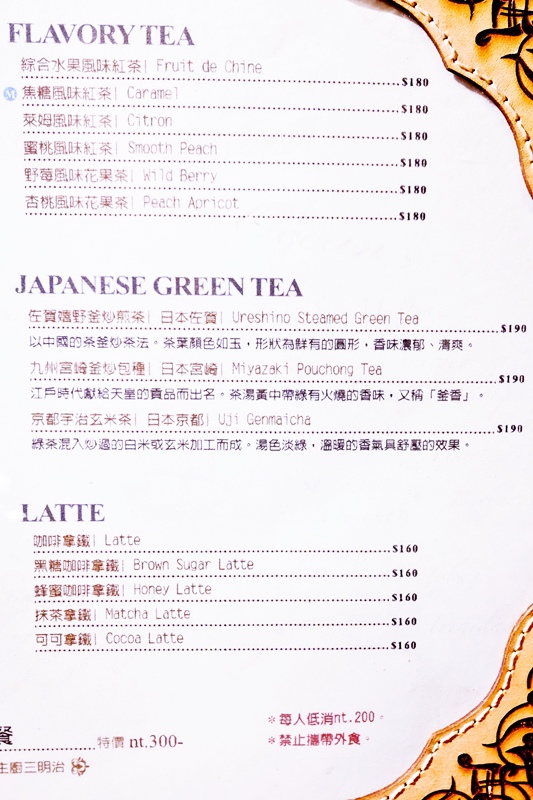 FLAVORY TEA
綜合水果風味紅茶| Fruit de Chine
$180
M 焦糖風味紅茶| Caramel
$180
萊姆風味紅茶| Citron
$180
蜜桃風味紅茶| Smooth Peach
$180
野莓風味花果茶| Wild Berry
$180
杏桃風味花果茶| Peach Apricot
$180
JAPANESE GREEN TEA
佐賀嬉野釜炒煎茶| 日本佐賀| Ureshino Steamed Green Tea
$190
以中國的茶釜炒茶法。茶葉顏色如玉，形狀為鮮有的圓形，香味濃郁、清爽。
九州宮崎釜炒包種| 日本宮崎| Miyazaki Pouchong Tea
$190
江戶時代獻給天皇的貢品而出名。茶湯黃中帶綠有火燒的香味，又稱「釜香」。
京都宇治玄米茶| 日本京都| Uji Genmaicha
$190
綠茶混入炒過的白米或玄米加工而成。湯色淡綠，溫暖的香氣具舒壓的效果。
LATTE
咖啡拿鐵| Latte
$160
黑糖咖啡拿鐵| Brown Sugar Latte
$160
蜂蜜咖啡拿鐵| Honey Latte
$160
抹茶拿鐵| Matcha Latte
$160
可可拿鐵| Cocoa Latte
$160
餐
特價 nt.300-
主廚三明治
＊每人低消nt.200。
＊禁止攜帶外食。